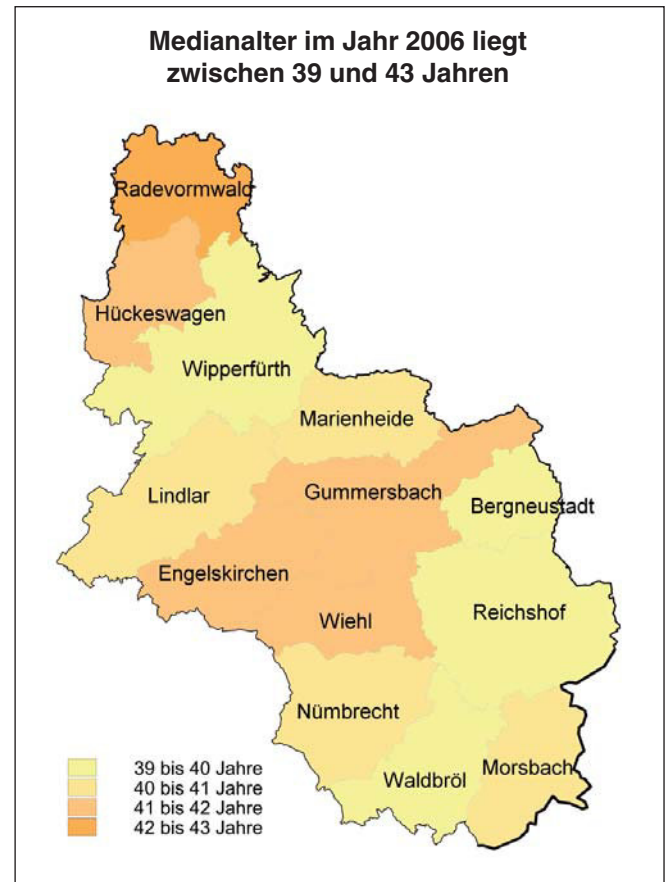 Medianalter im Jahr 2006 liegt
zwischen 39 und 43 Jahren
Radevormwald
Hückeswagen
Wipperfürth
Marienheide
Lindlar
Gummersbach
Bergneustadt
Engelskirchen
Wiehl
Reichshof
Nümbrecht
Waldbröl
Morsbach
39 bis 40 Jahre
40 bis 41 Jahre
41 bis 42 Jahre
42 bis 43 Jahre